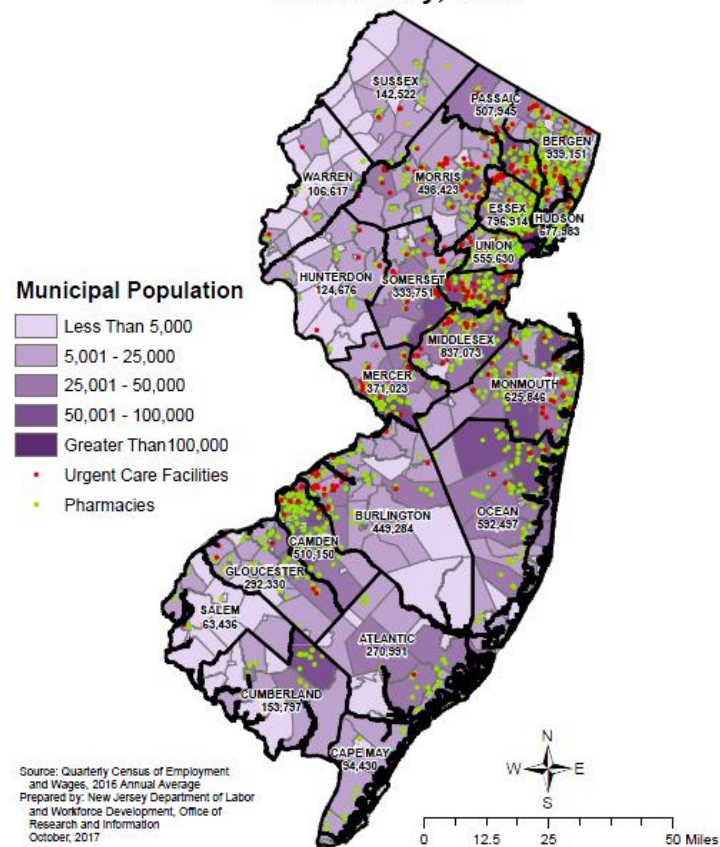 SUSSEX
142,522
PASSAIC
507,945
BERGEN
939,151
WARREN
106,617
MORRIS
498,423
ESSEX
796,914
HUDSON
677,983
UNION
555,630
HUNTERDON
124,676
SOMERSET
333,751
MIDDLESEX
837,073
MERCER
371,023
MONMOUTH
625,846
Municipal Population
Less Than 5,000
5,001 - 25,000
25,001 - 50,000
50,001 - 100,000
Greater Than100,000
Urgent Care Facilities
Pharmacies
BURLINGTON
449,284
OCEAN
592,497
CAMDEN
510,150
GLOUCESTER
292,330
SALEM
63,436
ATLANTIC
270,991
CUMBERLAND
153,797
CAPE MAY
94,430
N
W E
S
Source: Quarterly Census of Employment
and Wages, 2016 Annual Average
Prepared by: New Jersey Department of Labor
and Workforce Development, Office of
Research and Information
October, 2017
0 12.5 25 50 Miles